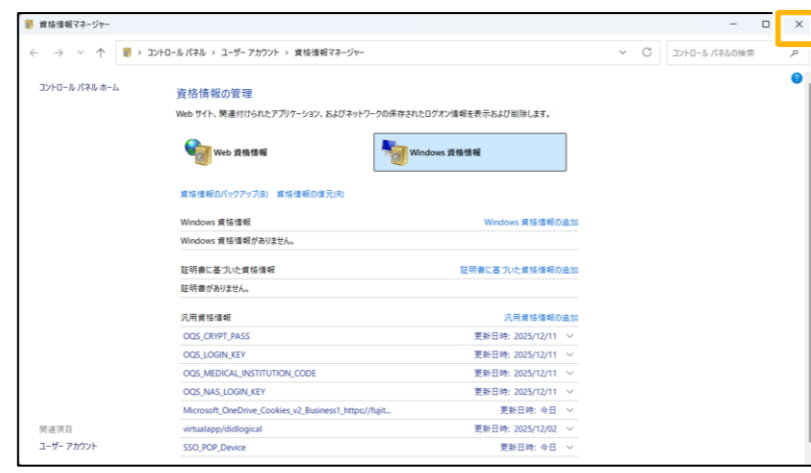 資格情報マネージャー
コントロール パネル › ユーザー アカウント › 資格情報マネージャー
コントロール パネルの検索
コントロール パネル ホーム
資格情報の管理
Web サイト、関連付けられたアプリケーション、およびネットワークの保存されたログオン情報を表示および削除します。
Web 資格情報
Windows 資格情報
資格情報のバックアップ(B) 資格情報の復元(R)
Windows 資格情報 Windows 資格情報の追加
Windows 資格情報がありません。
証明書に基づいた資格情報 証明書に基づいた資格情報の追加
証明書がありません。
汎用資格情報 汎用資格情報の追加
OQS_CRYPT_PASS 更新日時: 2025/12/11
OQS_LOGIN_KEY 更新日時: 2025/12/11
OQS_MEDICAL_INSTITUTION_CODE 更新日時: 2025/12/11
OQS_NAS_LOGIN_KEY 更新日時: 2025/12/11
Microsoft_OneDrive_Cookies_v2_Business1_https://fujit... 更新日時: 今日
virtualapp/didlogical 更新日時: 2025/12/02
SSO_POP_Device 更新日時: 今日
関連項目
ユーザー アカウント